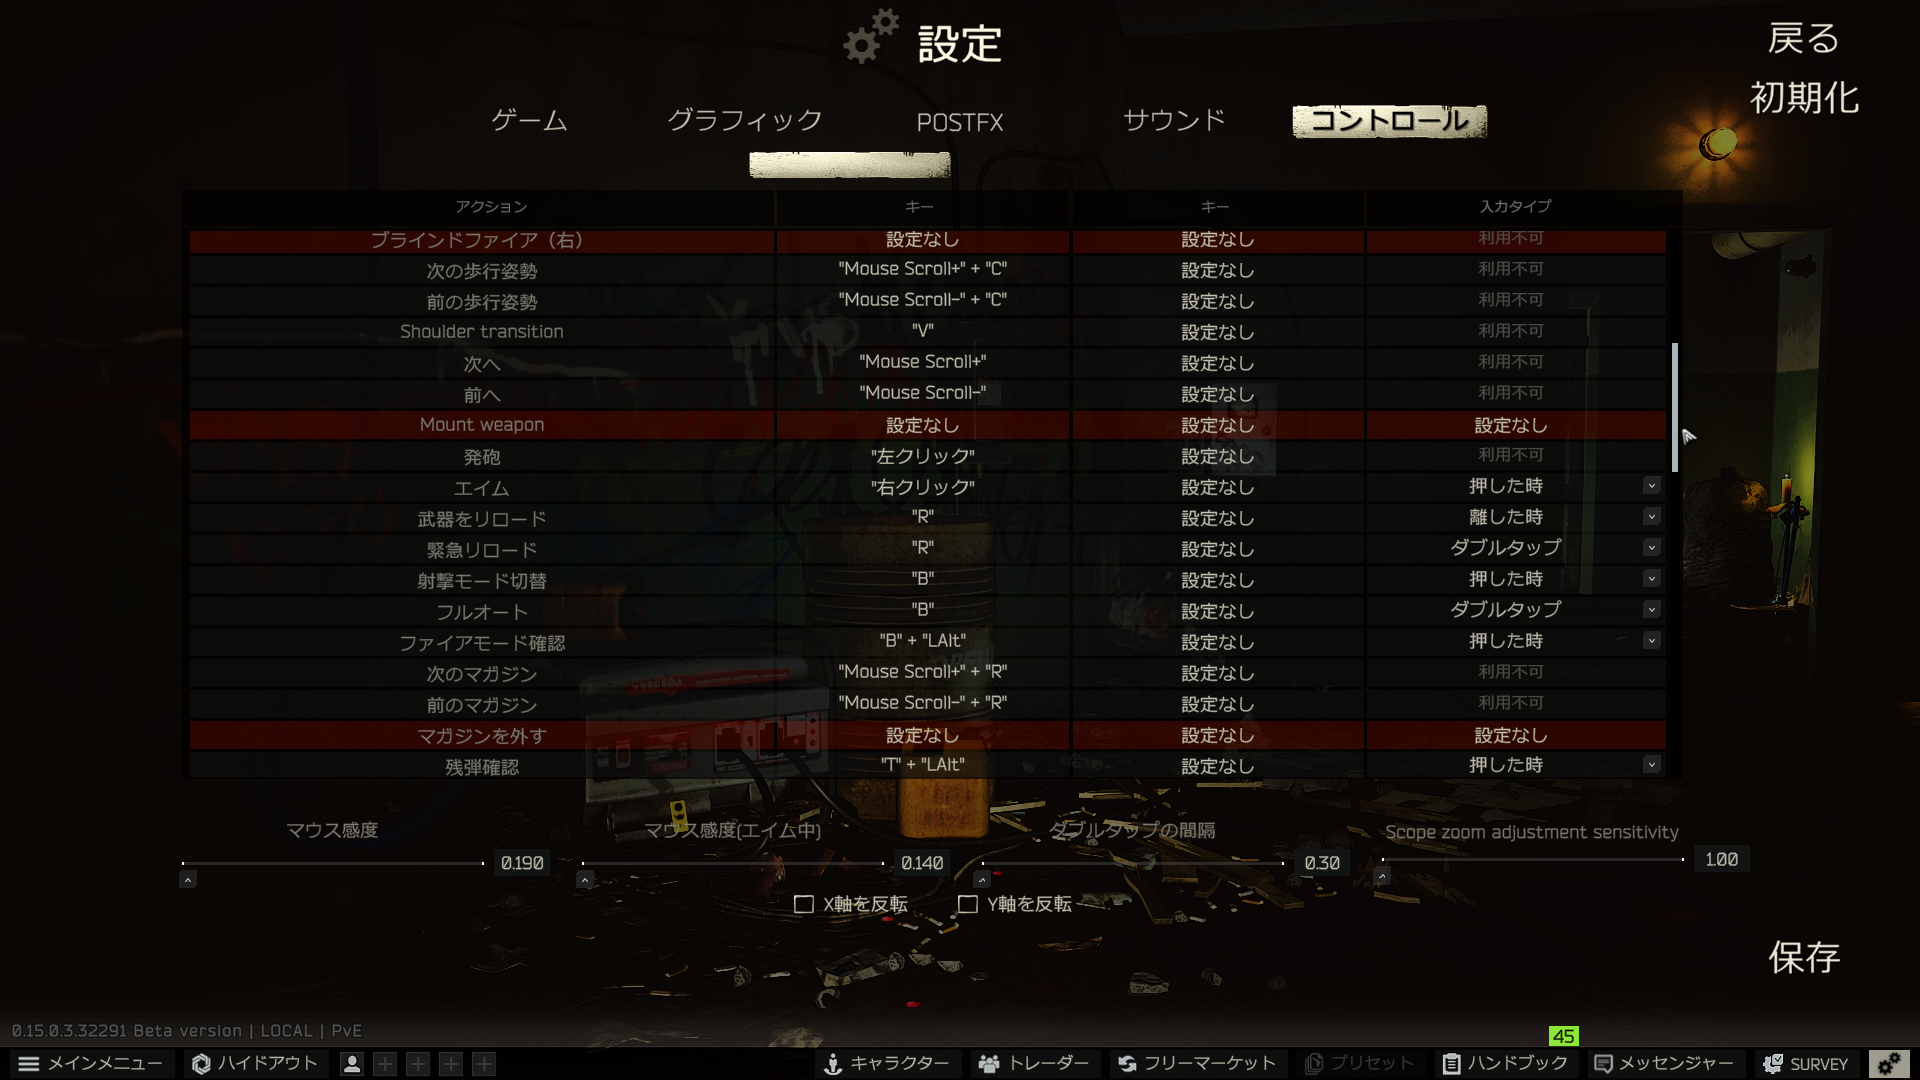 設定
戻る
初期化
ゲーム グラフィック POSTFX サウンド コントロール
アクション キー キー 入力タイプ
ブラインドファイア（右） 設定なし 設定なし 利用不可
次の歩行姿勢 "Mouse Scroll+" + "C" 設定なし 利用不可
前の歩行姿勢 "Mouse Scroll-" + "C" 設定なし 利用不可
Shoulder transition "V" 設定なし 利用不可
次へ "Mouse Scroll+" 設定なし 利用不可
前へ "Mouse Scroll-" 設定なし 利用不可
Mount weapon 設定なし 設定なし 設定なし
発砲 "左クリック" 設定なし 利用不可
エイム "右クリック" 設定なし 押した時
武器をリロード "R" 設定なし 離した時
緊急リロード "R" 設定なし ダブルタップ
射撃モード切替 "B" 設定なし 押した時
フルオート "B" 設定なし ダブルタップ
ファイアモード確認 "B" + "LAlt" 設定なし 押した時
次のマガジン "Mouse Scroll+" + "R" 設定なし 利用不可
前のマガジン "Mouse Scroll-" + "R" 設定なし 利用不可
マガジンを外す 設定なし 設定なし 設定なし
残弾確認 "T" + "LAlt" 設定なし 押した時
マウス感度 マウス感度(エイム中) ダブルタップの間隔 Scope zoom adjustment sensitivity
0.190 0.140 0.30 1.00
X軸を反転 Y軸を反転
保存
0.15.0.3.32291 Beta version | LOCAL | PvE
45
メインメニュー ハイドアウト キャラクター トレーダー フリーマーケット プリセット ハンドブック メッセンジャー SURVEY